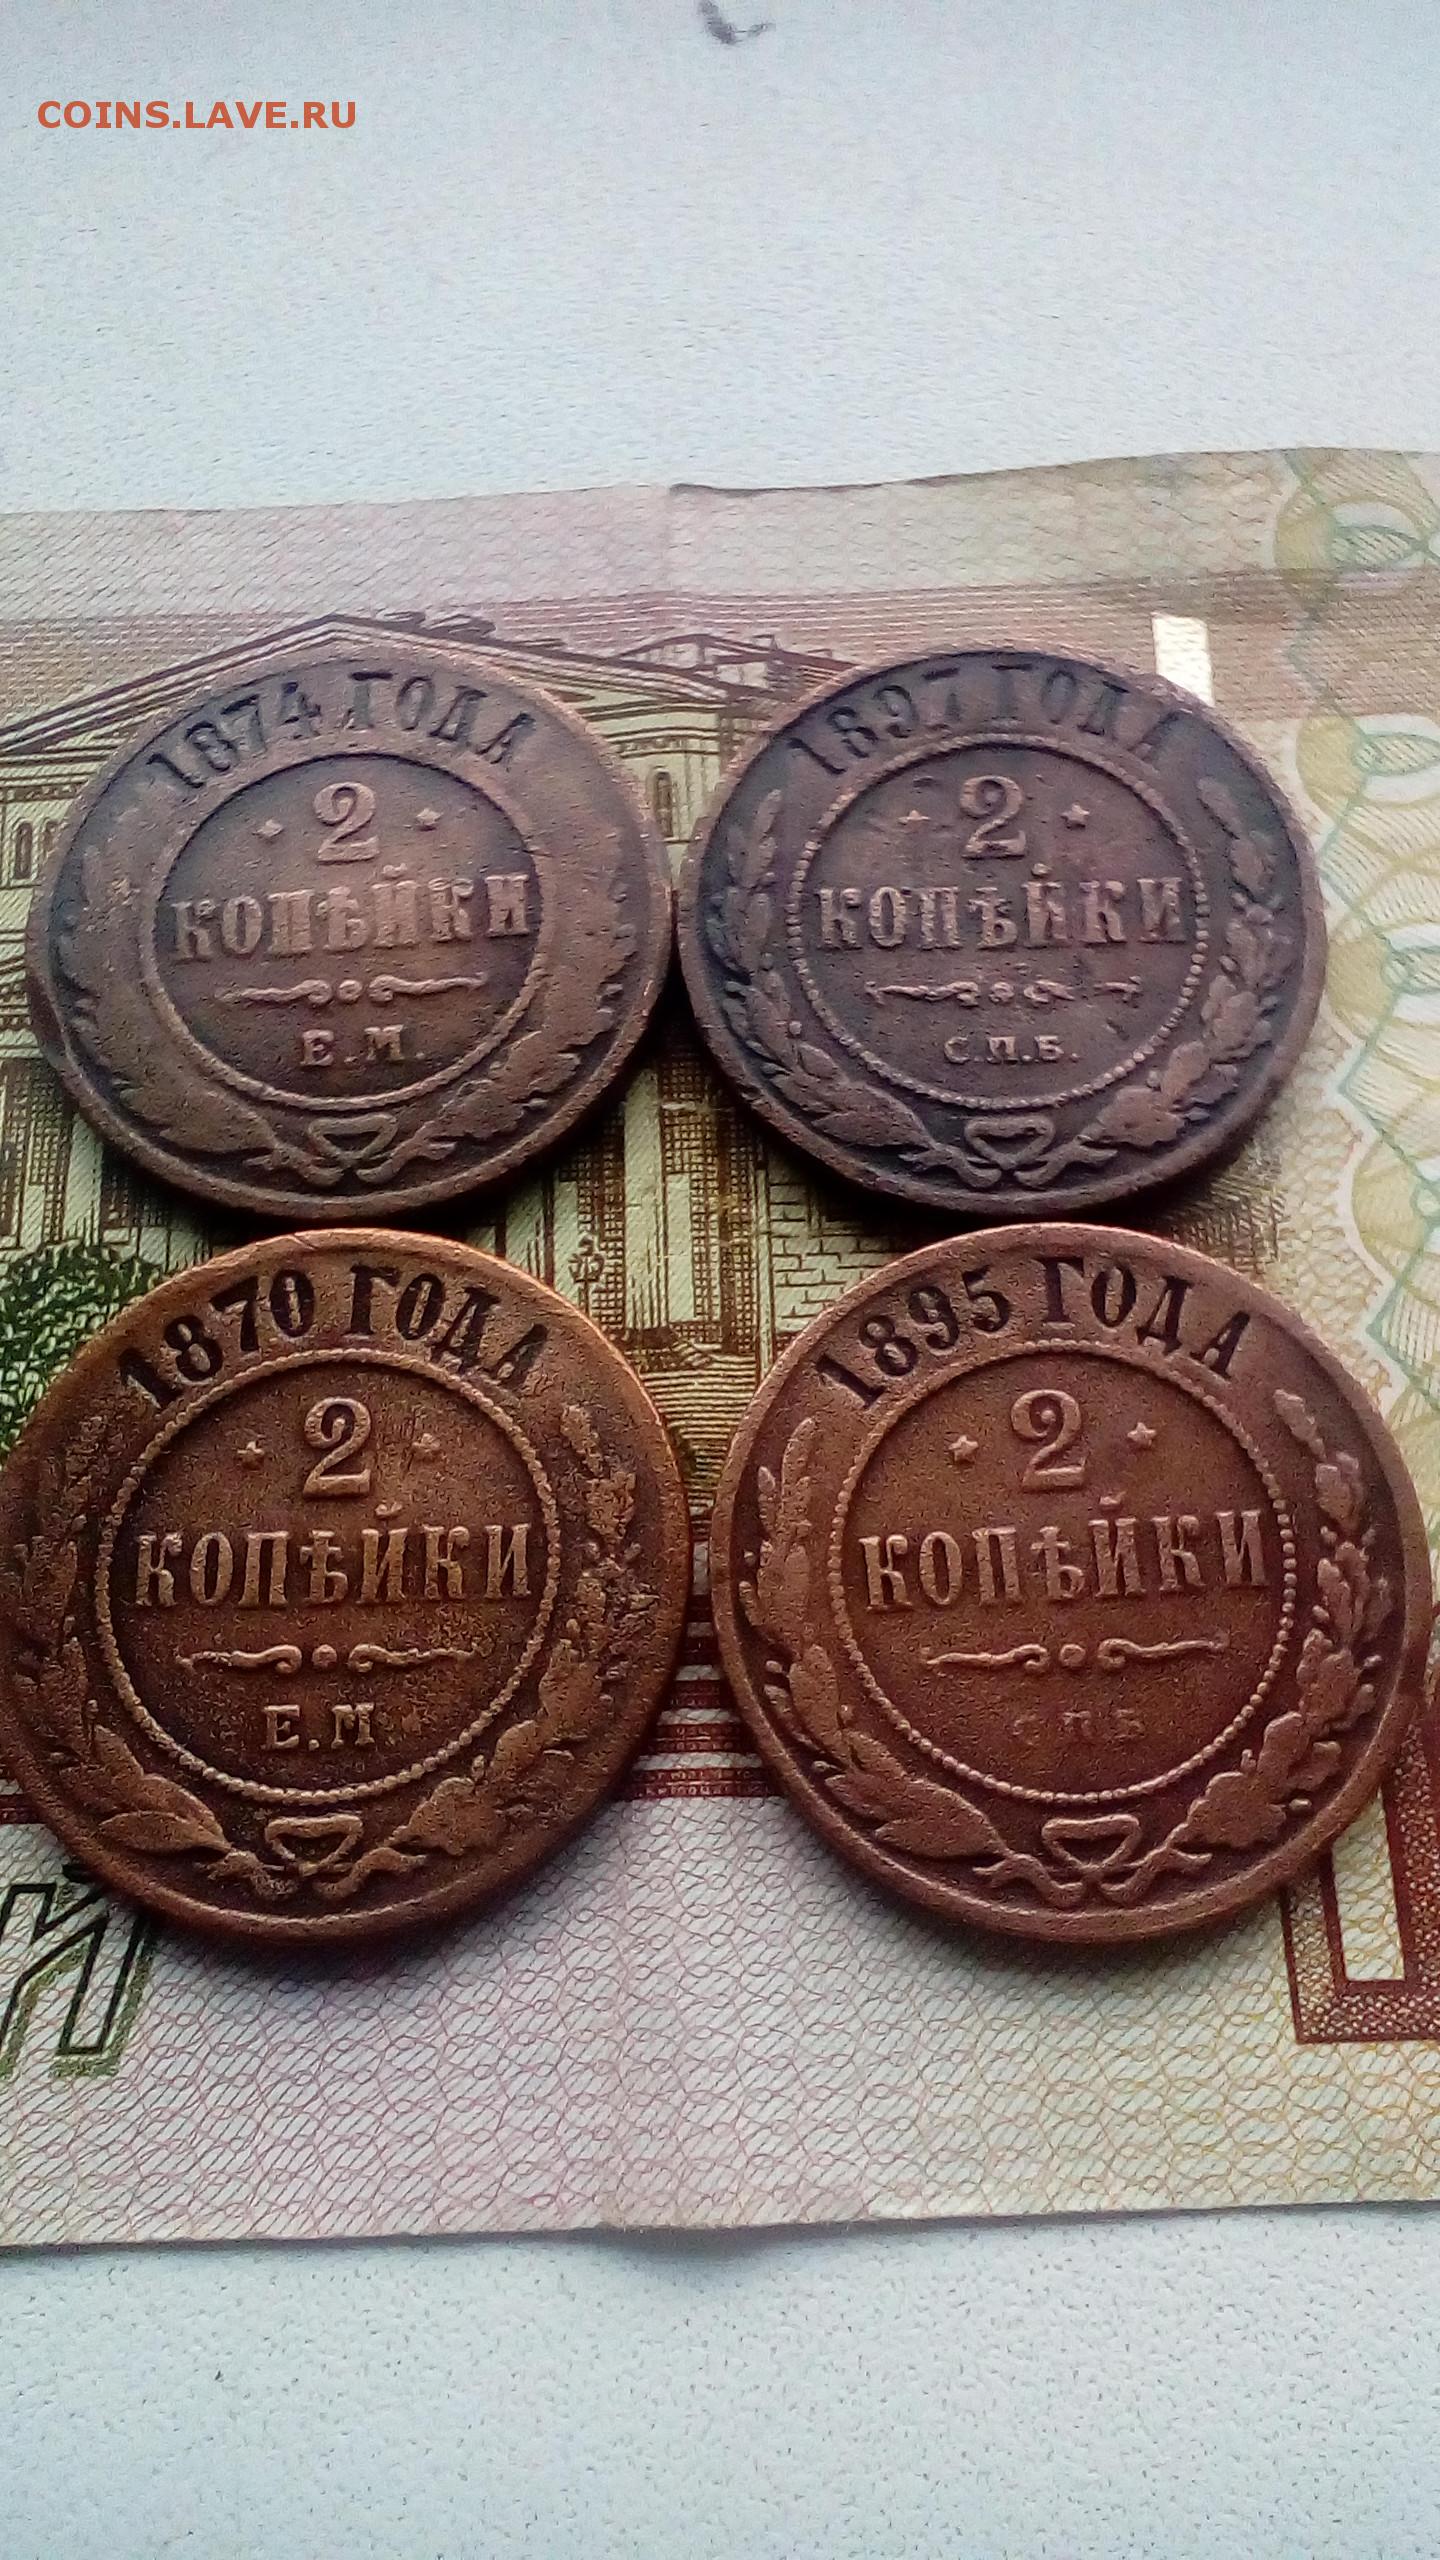 COINS.LAVE.RU
1874 ГОДА
2
КОПѢЙКИ
Е.М.
1897 ГОДА
2
КОПѢЙКИ
С.П.Б.
1870 ГОДА
2
КОПѢЙКИ
Е.М.
1895 ГОДА
2
КОПѢЙКИ
С.П.Б.